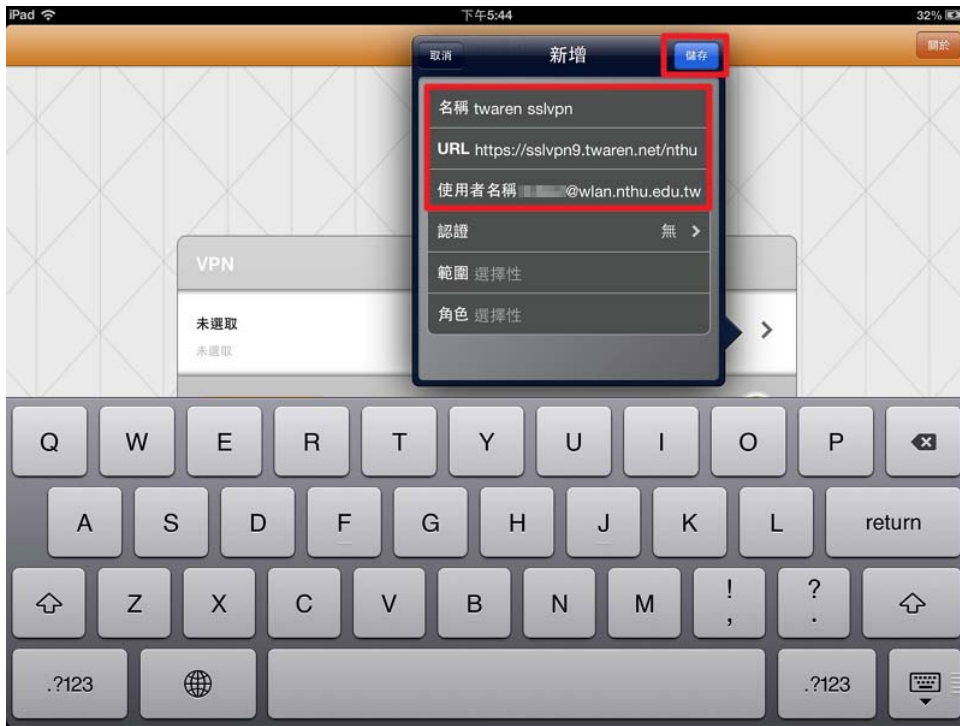 iPad 下午5:44 32%
關於
取消 新增 儲存
名稱 twaren sslvpn
URL https://sslvpn9.twaren.net/nthu
使用者名稱 @wlan.nthu.edu.tw
認證 無
範圍 選擇性
角色 選擇性
VPN
未選取
未選取
Q W E R T Y U I O P
A S D F G H J K L return
Z X C V B N M ! , ? .
.?123 .?123